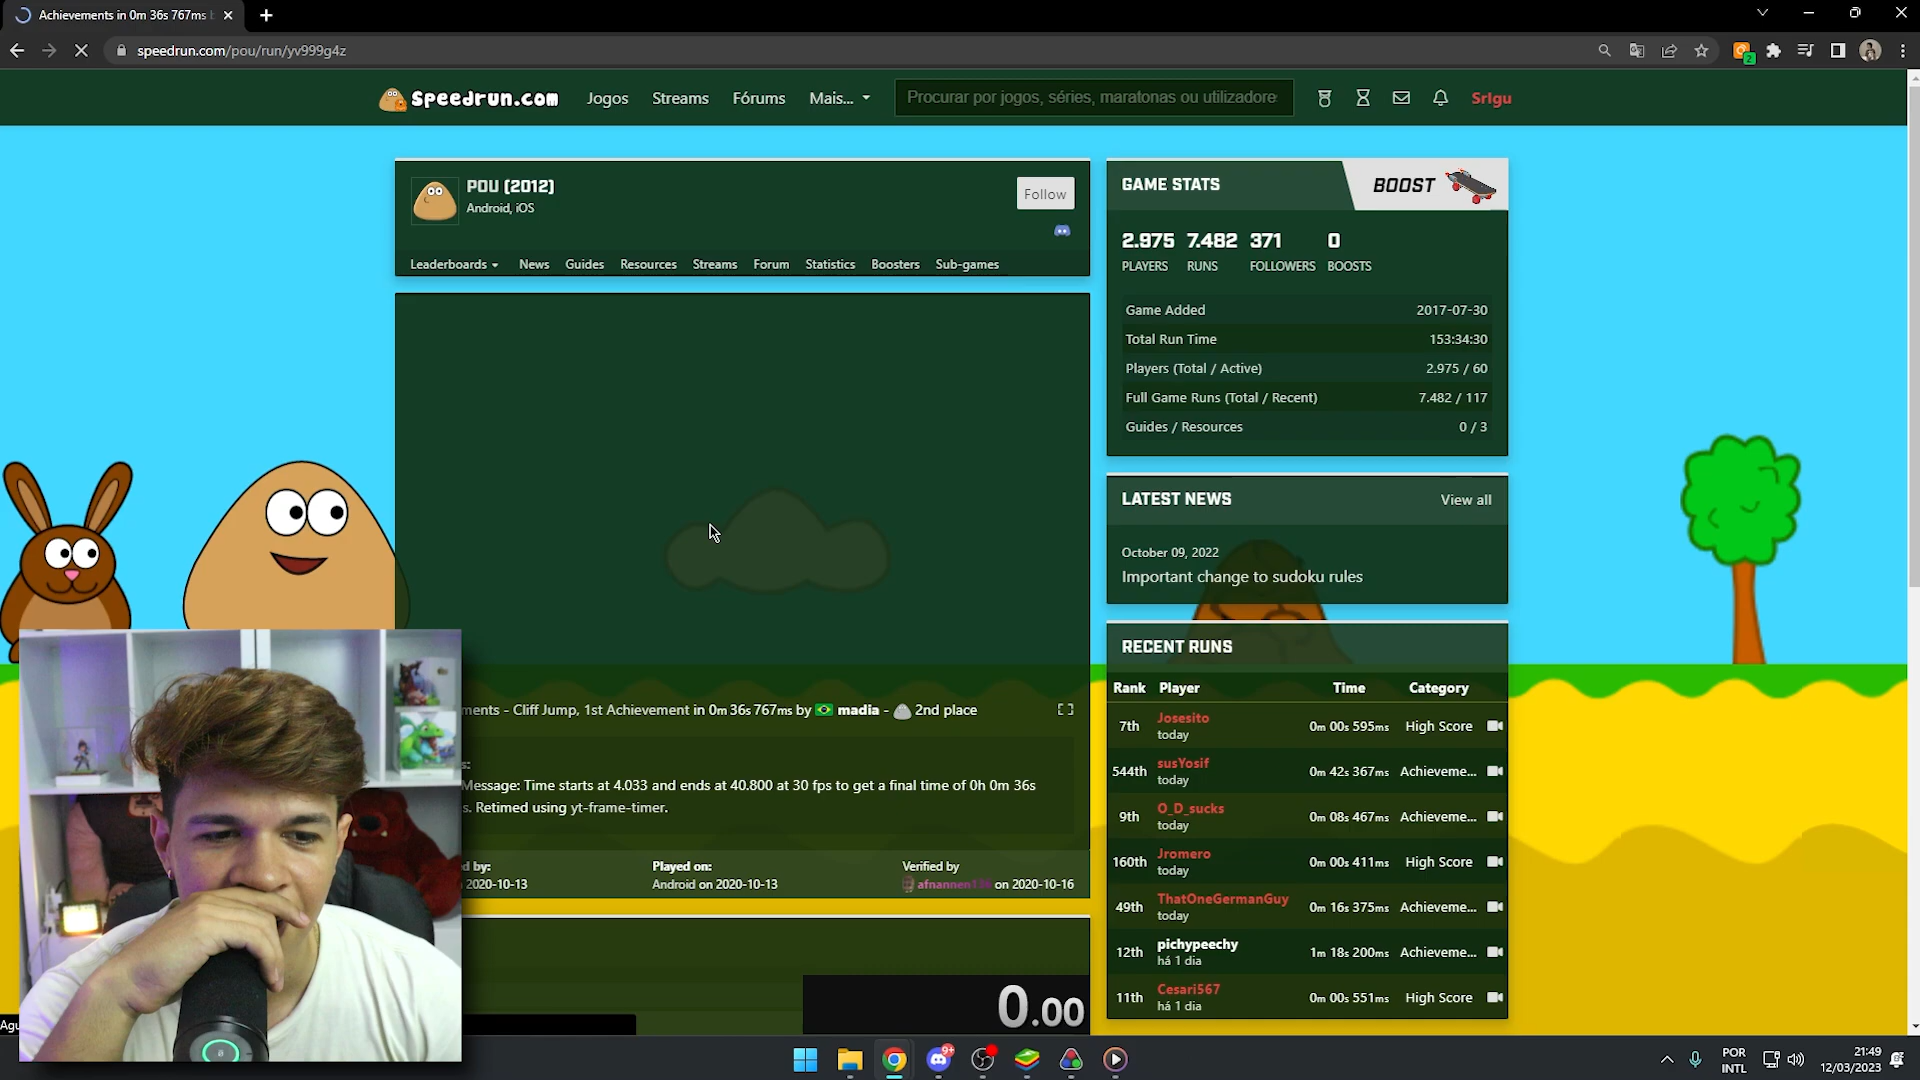 Achievements in 0m 36s 767ms
speedrun.com/pou/run/yv999g4z
2
Speedrun.com
Jogos
Streams
Fóruns
Mais...
Procurar por jogos, séries, maratonas ou utilizadore
SrIgu
POU (2012)
Android, iOS
Follow
Leaderboards
News
Guides
Resources
Streams
Forum
Statistics
Boosters
Sub-games
GAME STATS
BOOST
2.975 7.482 371 0
PLAYERS RUNS FOLLOWERS BOOSTS
Game Added 2017-07-30
Total Run Time 153:34:30
Players (Total / Active) 2.975 / 60
Full Game Runs (Total / Recent) 7.482 / 117
Guides / Resources 0 / 3
LATEST NEWS View all
October 09, 2022
Important change to sudoku rules
ments - Cliff Jump, 1st Achievement in 0m 36s 767ms by madia - 2nd place
s:
Message: Time starts at 4.033 and ends at 40.800 at 30 fps to get a final time of 0h 0m 36s
s. Retimed using yt-frame-timer.
d by: Played on: Verified by
2020-10-13 Android on 2020-10-13 on 2020-10-16
RECENT RUNS
Rank Player Time Category
7th Josesito 0m 00s 595ms High Score
today
544th susYosif 0m 42s 367ms Achieveme...
today
9th O_D_sucks 0m 08s 467ms Achieveme...
today
160th Jromero 0m 00s 411ms High Score
today
49th ThatOneGermanGuy 0m 16s 375ms Achieveme...
today
12th pichypeechy 1m 18s 200ms Achieveme...
há 1 dia
11th Cesari567 0m 00s 551ms High Score
há 1 dia
0.00
Agu
9+
POR
INTL
21:49
12/03/2023